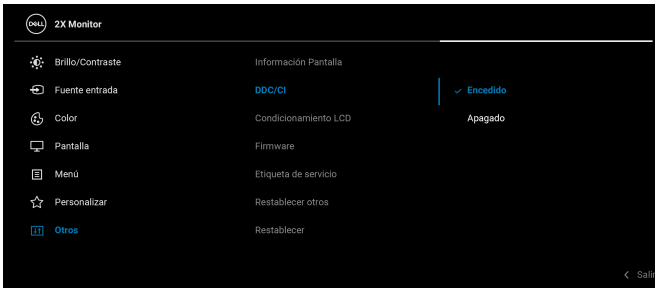 DELL 2X Monitor
Brillo/Contraste Información Pantalla
Fuente entrada DDC/CI Encedido
Color Condicionamiento LCD Apagado
Pantalla Firmware
Menú Etiqueta de servicio
Personalizar Restablecer otros
Otros Restablecer
Salir